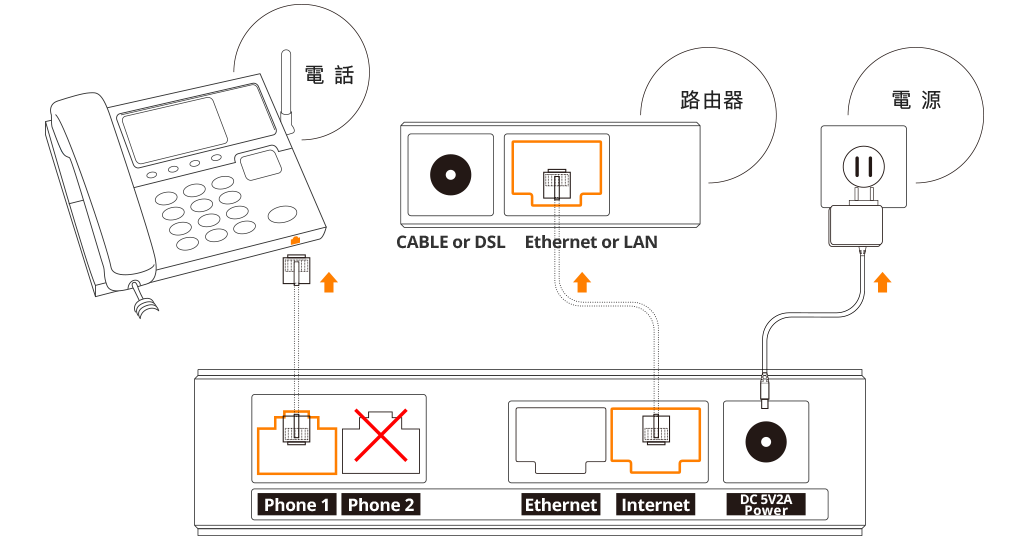 電話
路由器
電源
CABLE or DSL
Ethernet or LAN
Phone 1
Phone 2
Ethernet
Internet
DC 5V2A
Power